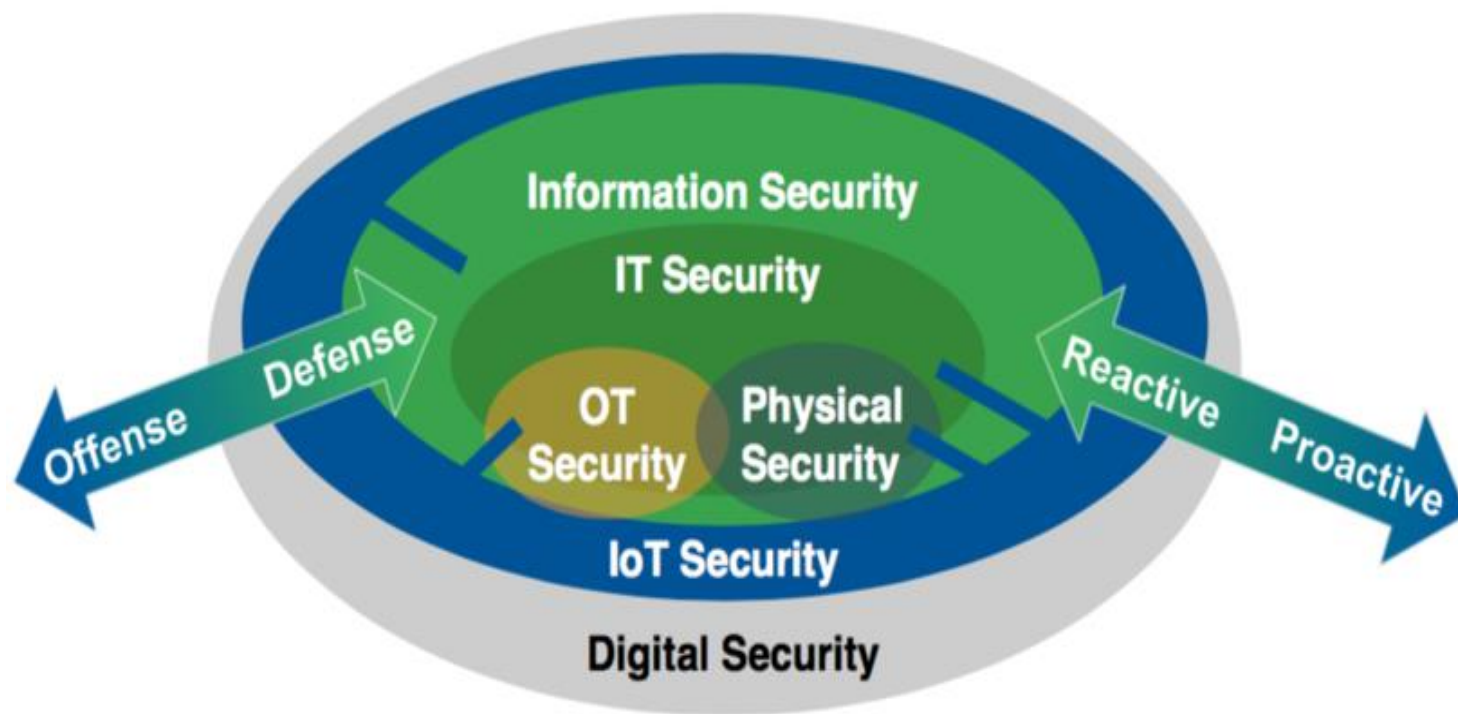 Information Security
IT Security
Offense Defense
Reactive Proactive
OT
Security
Physical
Security
IoT Security
Digital Security